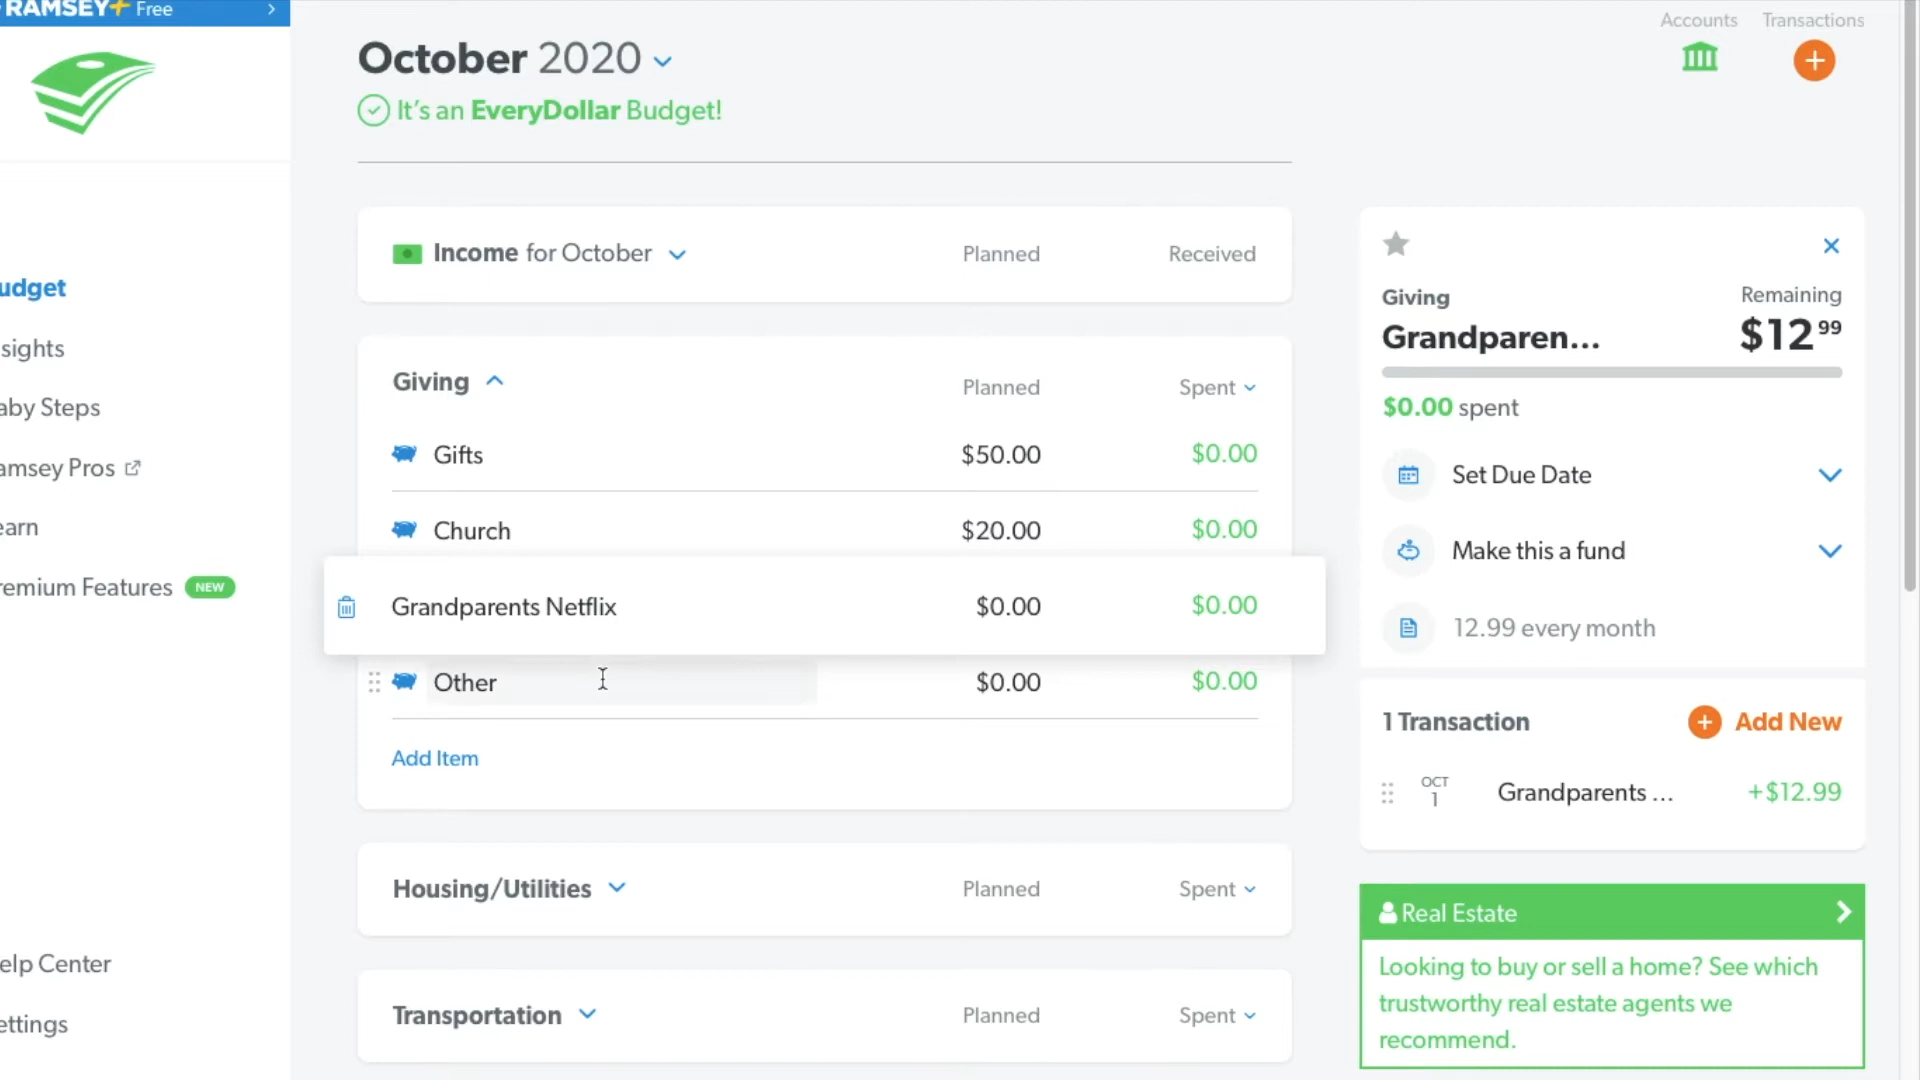 RAMSEY+ Free
Accounts Transactions
October 2020
It's an EveryDollar Budget!
udget
sights
aby Steps
amsey Pros
earn
remium Features NEW
elp Center
ettings
Income for October Planned Received
Giving Planned Spent
Gifts $50.00 $0.00
Church $20.00 $0.00
Grandparents Netflix $0.00 $0.00
Other $0.00 $0.00
Add Item
Housing/Utilities Planned Spent
Transportation Planned Spent
Giving Remaining
Grandparen... $12 99
$0.00 spent
Set Due Date
Make this a fund
12.99 every month
1 Transaction Add New
OCT
1 Grandparents ... +$12.99
Real Estate
Looking to buy or sell a home? See which
trustworthy real estate agents we
recommend.